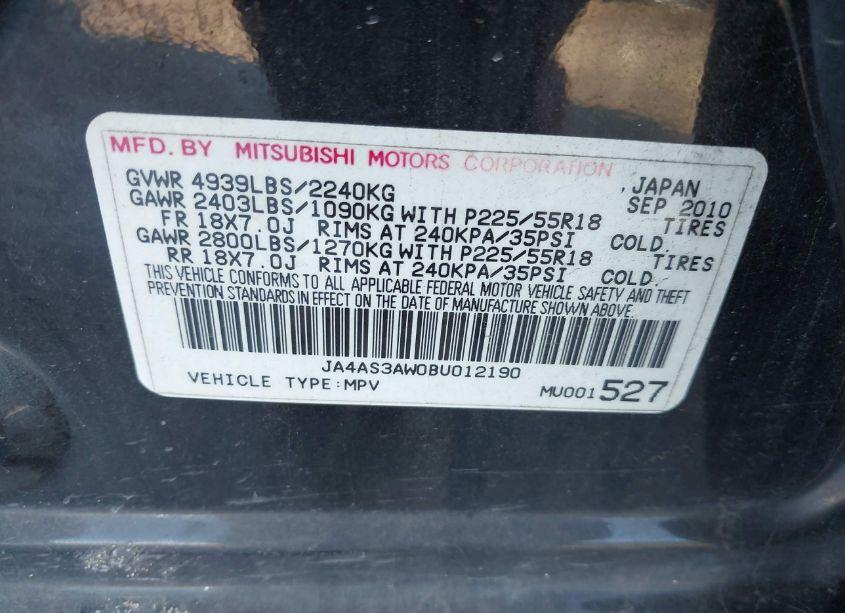 MFD. BY MITSUBISHI MOTORS CORPORATION
GVWR 4939LBS/2240KG , JAPAN
GAWR 2403LBS/1090KG WITH P225/55R18 SEP 2010
FR 18X7.0J RIMS AT 240KPA/35PSI COLD. TIRES
GAWR 2800LBS/1270KG WITH P225/55R18 TIRES
RR 18X7.0J RIMS AT 240KPA/35PSI COLD.
THIS VEHICLE CONFORMS TO ALL APPLICABLE FEDERAL MOTOR VEHICLE SAFETY AND THEFT
PREVENTION STANDARDS IN EFFECT ON THE DATE OF MANUFACTURE SHOWN ABOVE.
JA4AS3AW0BU012190
VEHICLE TYPE:MPV MU001527